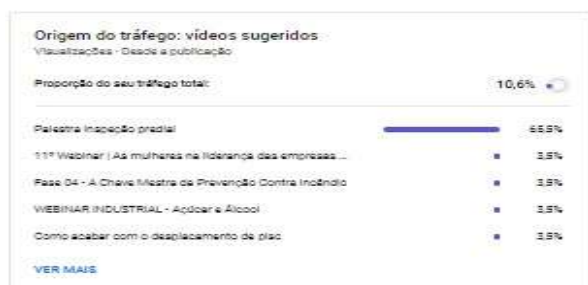 Origem do tráfego: vídeos sugeridos
Visualizações · Desde a publicação
Proporção do seu tráfego total: 10,6%
Palestra Inspeção predial 65,5%
11º Webinar | As mulheres na liderança das empresas ... 3,5%
Fase 04 - A Chave Mestra de Prevenção Contra Incêndio 3,5%
WEBINAR INDUSTRIAL - Açúcar e Álcool 3,5%
Como acabar com o desplacamento de piso 3,5%
VER MAIS